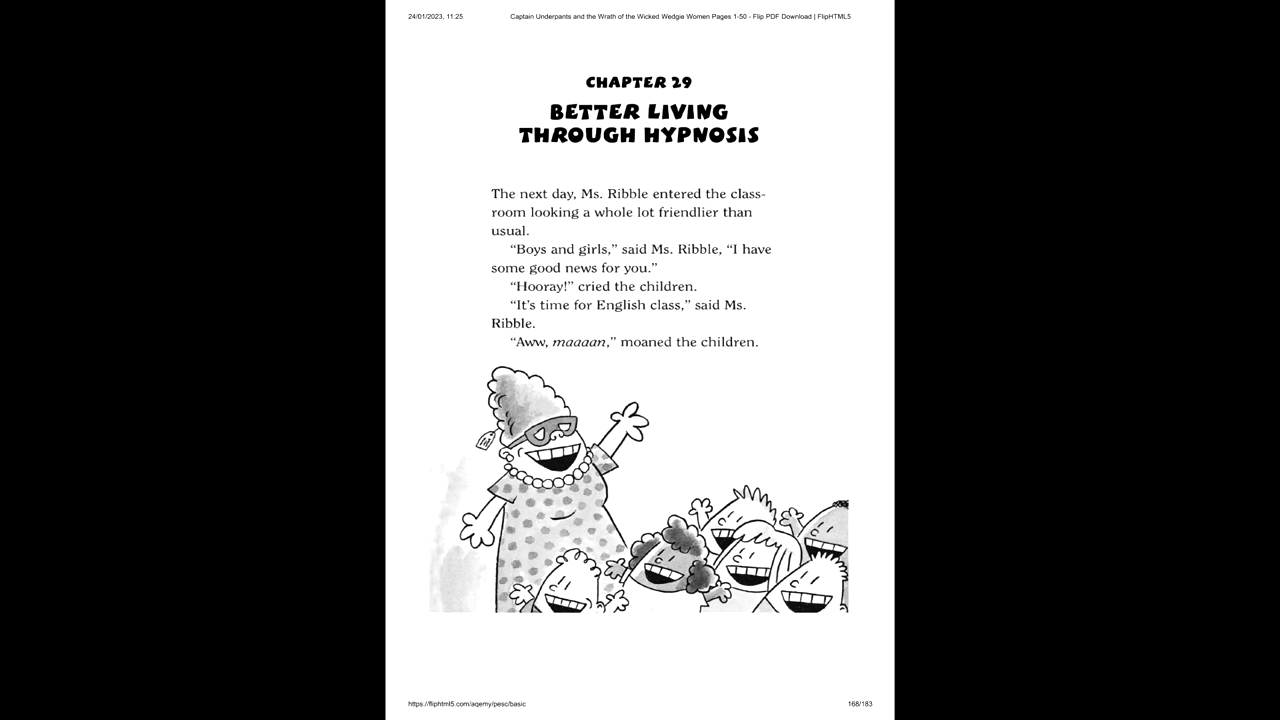 24/01/2023, 11:25 Captain Underpants and the Wrath of the Wicked Wedgie Women Pages 1-50 - Flip PDF Download | FlipHTML5
CHAPTER 29
BETTER LIVING
THROUGH HYPNOSIS
The next day, Ms. Ribble entered the class-
room looking a whole lot friendlier than
usual.
“Boys and girls,” said Ms. Ribble, “I have
some good news for you.”
“Hooray!” cried the children.
“It’s time for English class,” said Ms.
Ribble.
“Aww, maaaan,” moaned the children.
https://fliphtml5.com/aqemy/pesc/basic 168/183